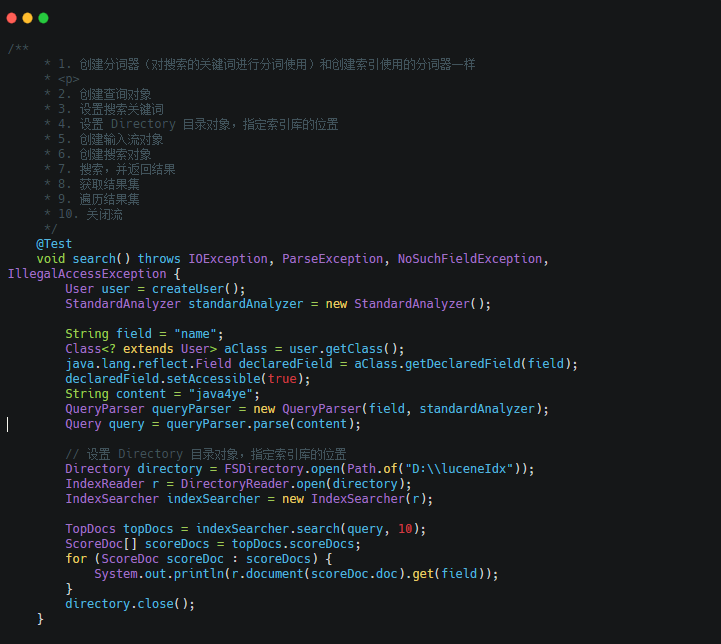 /**
     * 1. 创建分词器（对搜索的关键词进行分词使用）和创建索引使用的分词器一样
     * <p>
     * 2. 创建查询对象
     * 3. 设置搜索关键词
     * 4. 设置 Directory 目录对象，指定索引库的位置
     * 5. 创建输入流对象
     * 6. 创建搜索对象
     * 7. 搜索，并返回结果
     * 8. 获取结果集
     * 9. 遍历结果集
     * 10. 关闭流
     */
    @Test
    void search() throws IOException, ParseException, NoSuchFieldException,
IllegalAccessException {
        User user = createUser();
        StandardAnalyzer standardAnalyzer = new StandardAnalyzer();

        String field = "name";
        Class<? extends User> aClass = user.getClass();
        java.lang.reflect.Field declaredField = aClass.getDeclaredField(field);
        declaredField.setAccessible(true);
        String content = "java4ye";
        QueryParser queryParser = new QueryParser(field, standardAnalyzer);
        Query query = queryParser.parse(content);

        // 设置 Directory 目录对象，指定索引库的位置
        Directory directory = FSDirectory.open(Path.of("D:\\luceneIdx"));
        IndexReader r = DirectoryReader.open(directory);
        IndexSearcher indexSearcher = new IndexSearcher(r);

        TopDocs topDocs = indexSearcher.search(query, 10);
        ScoreDoc[] scoreDocs = topDocs.scoreDocs;
        for (ScoreDoc scoreDoc : scoreDocs) {
            System.out.println(r.document(scoreDoc.doc).get(field));
        }
        directory.close();
    }